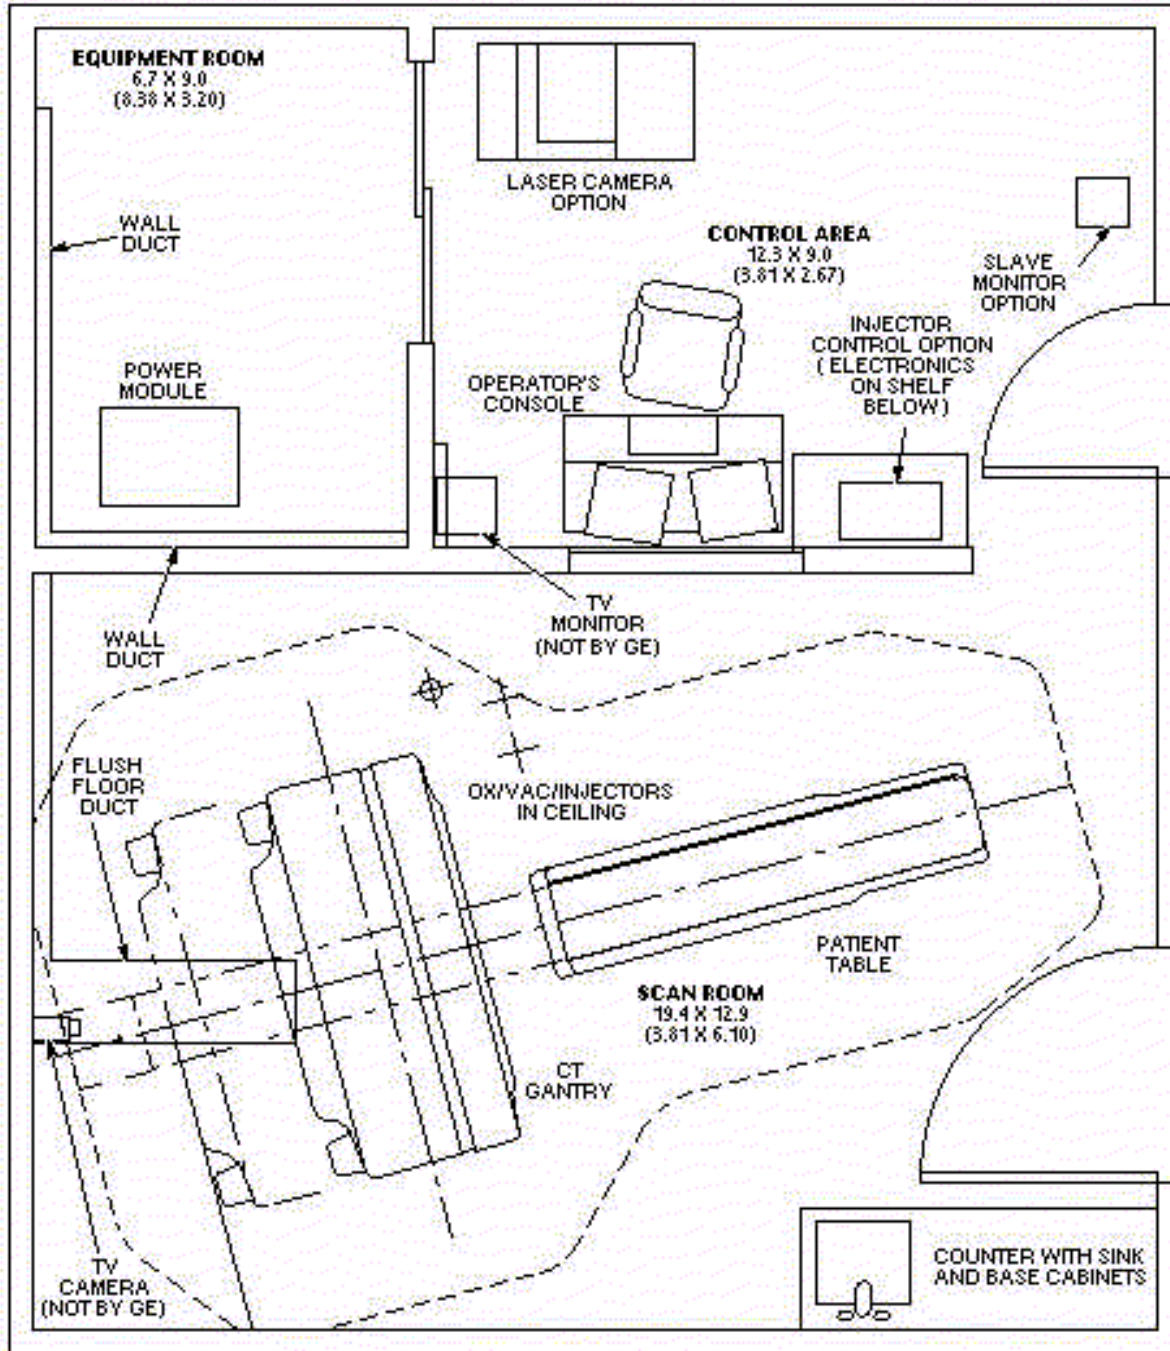 EQUIPMENT ROOM
6.7 X 9.0
(8.38 X 3.20)
LASER CAMERA
OPTION
WALL
DUCT
CONTROL AREA
12.3 X 9.0
(3.81 X 2.67)
SLAVE
MONITOR
OPTION
INJECTOR
CONTROL OPTION
(ELECTRONICS
ON SHELF
BELOW)
POWER
MODULE
OPERATOR'S
CONSOLE
TV
MONITOR
(NOT BY GE)
WALL
DUCT
FLUSH
FLOOR
DUCT
OX/VAC/INJECTORS
IN CEILING
PATIENT
TABLE
SCAN ROOM
19.4 X 12.9
(3.81 X 6.10)
CT
GANTRY
TV
CAMERA
(NOT BY GE)
COUNTER WITH SINK
AND BASE CABINETS